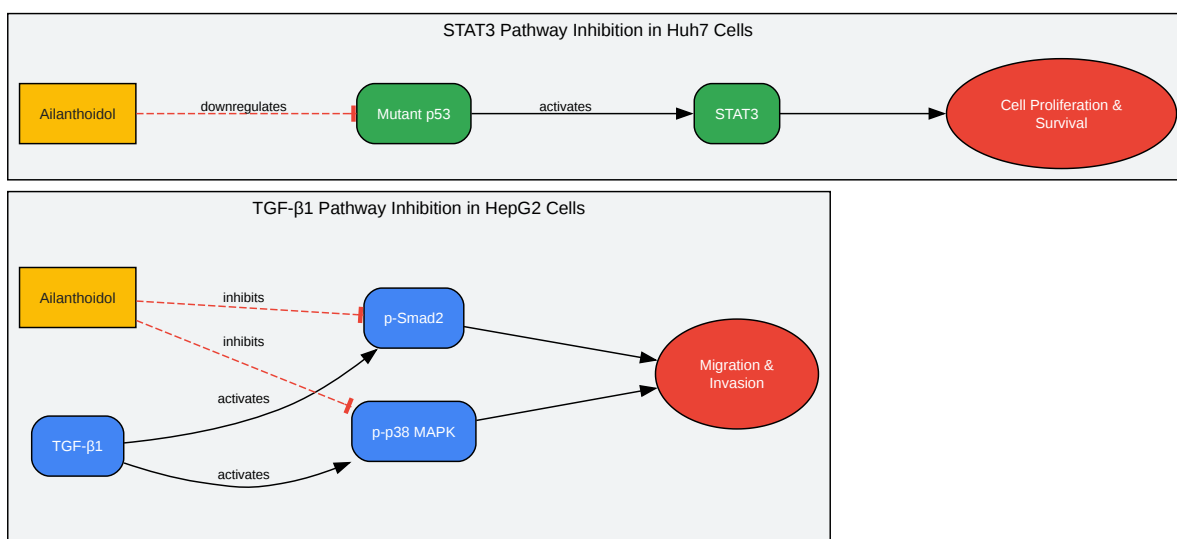 STAT3 Pathway Inhibition in Huh7 Cells
Ailanthoidol
downregulates
Mutant p53
activates
STAT3
Cell Proliferation &
Survival
TGF-β1 Pathway Inhibition in HepG2 Cells
Ailanthoidol
inhibits
p-Smad2
inhibits
Migration &
Invasion
activates
TGF-β1
p-p38 MAPK
activates